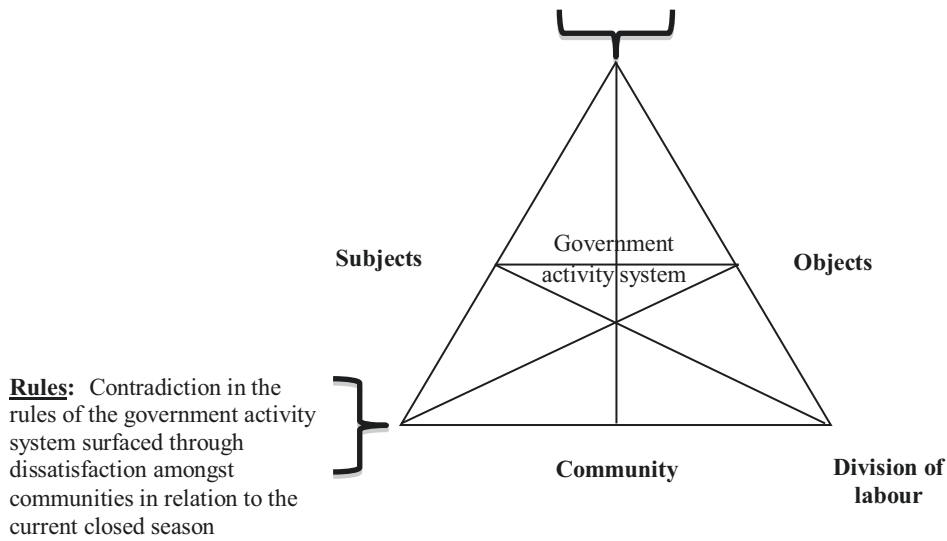 Government
activity system
Subjects
Objects
Rules: Contradiction in the
rules of the government activity
system surfaced through
dissatisfaction amongst
communities in relation to the
current closed season
Community
Division of
labour